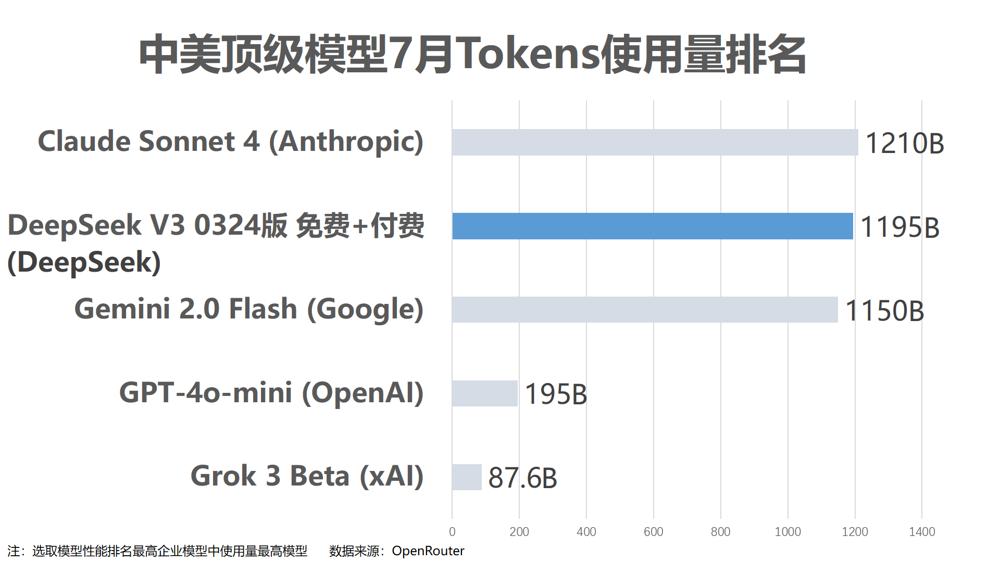 中美顶级模型7月Tokens使用量排名
Claude Sonnet 4 (Anthropic)
1210B
DeepSeek V3 0324版 免费+付费
(DeepSeek)
1195B
Gemini 2.0 Flash (Google)
1150B
GPT-4o-mini (OpenAI)
195B
Grok 3 Beta (xAI)
87.6B
0 200 400 600 800 1000 1200 1400
注：选取模型性能排名最高企业模型中使用量最高模型 数据来源：OpenRouter